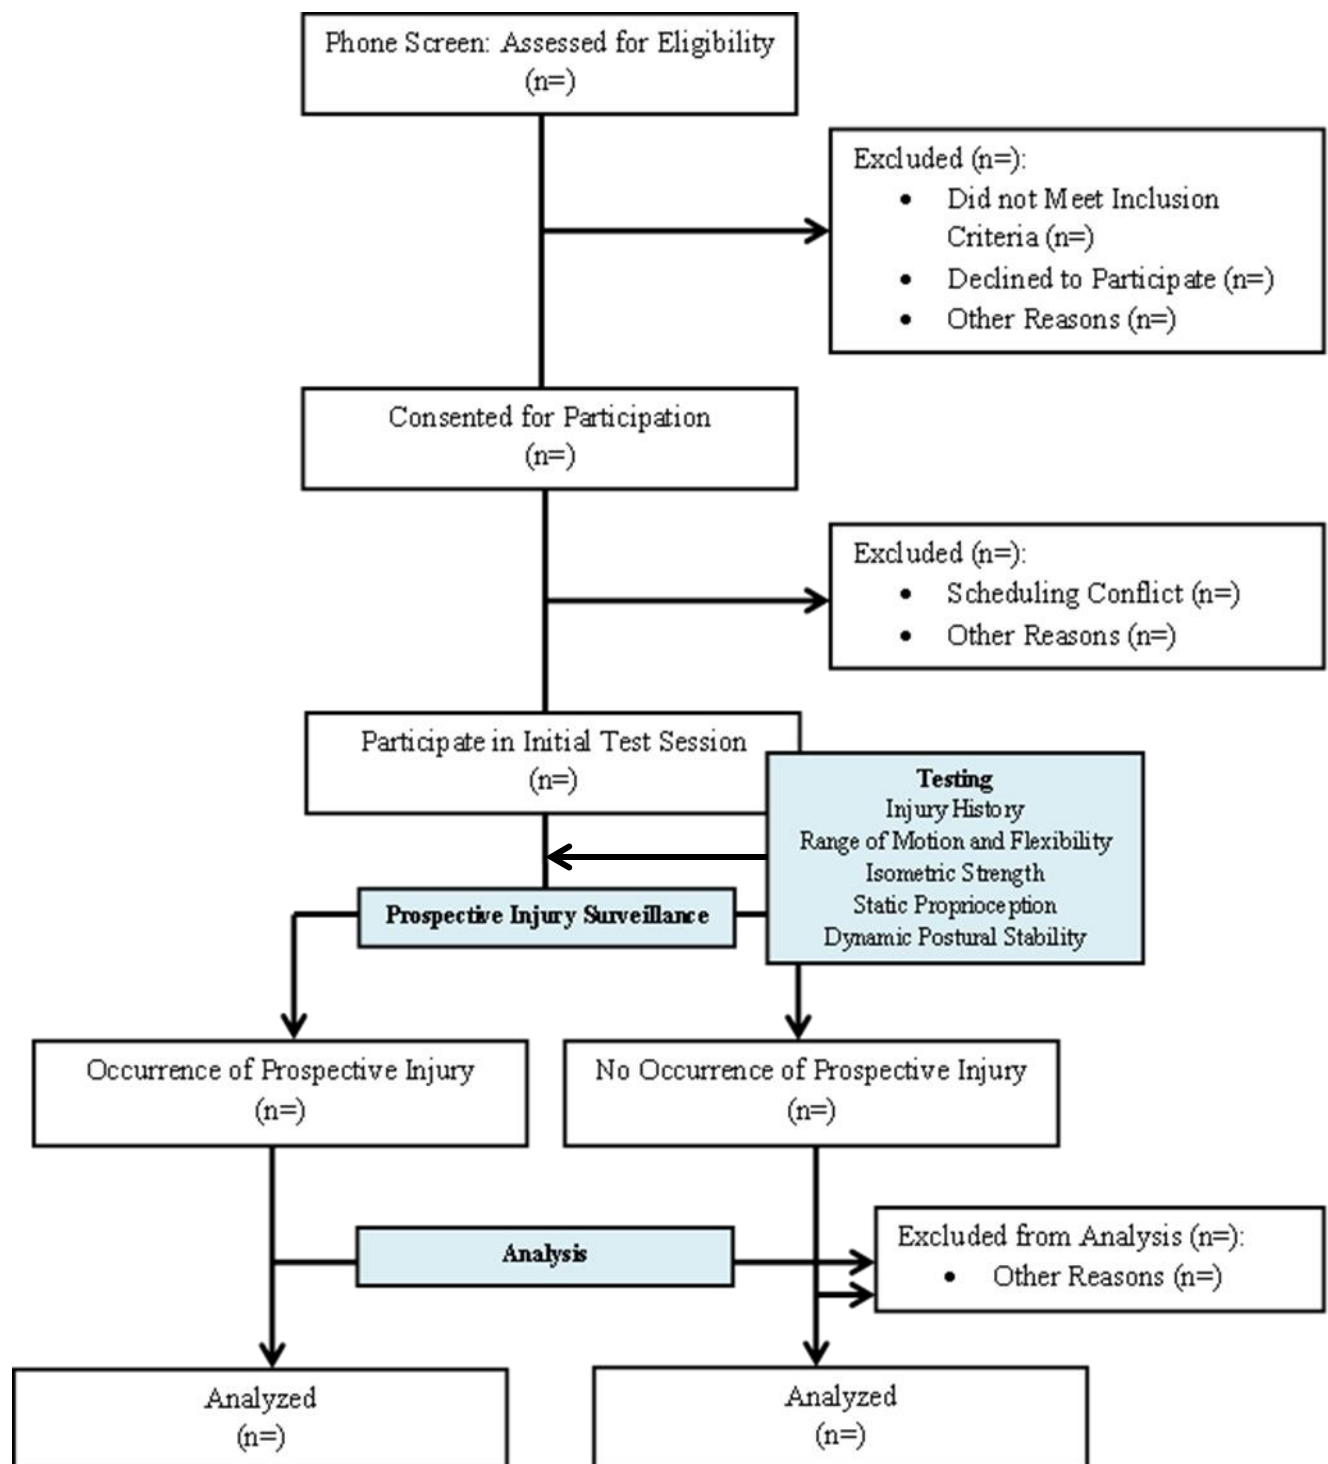 Phone Screen: Assessed for Eligibility
(n=)
Excluded (n=):
• Did not Meet Inclusion
Criteria (n=)
• Declined to Participate (n=)
• Other Reasons (n=)
Consented for Participation
(n=)
Excluded (n=):
• Scheduling Conflict (n=)
• Other Reasons (n=)
Participate in Initial Test Session
(n=)
Testing
Injury History
Range of Motion and Flexibility
Isometric Strength
Static Proprioception
Dynamic Postural Stability
Prospective Injury Surveillance
Occurrence of Prospective Injury
(n=)
No Occurrence of Prospective Injury
(n=)
Analysis
Excluded from Analysis (n=):
• Other Reasons (n=)
Analyzed
(n=)
Analyzed
(n=)